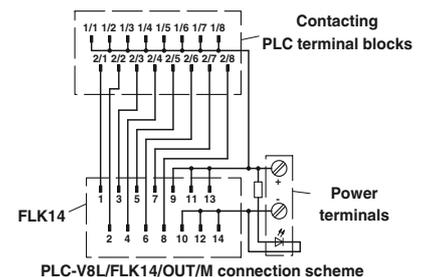 1/1 1/2 1/3 1/4 1/5 1/6 1/7 1/8
Contacting
PLC terminal blocks
2/1 2/2 2/3 2/4 2/5 2/6 2/7 2/8
1 3 5 7 9 11 13
+
-
FLK14
2 4 6 8 10 12 14
Power
terminals
PLC-V8L/FLK14/OUT/M connection scheme